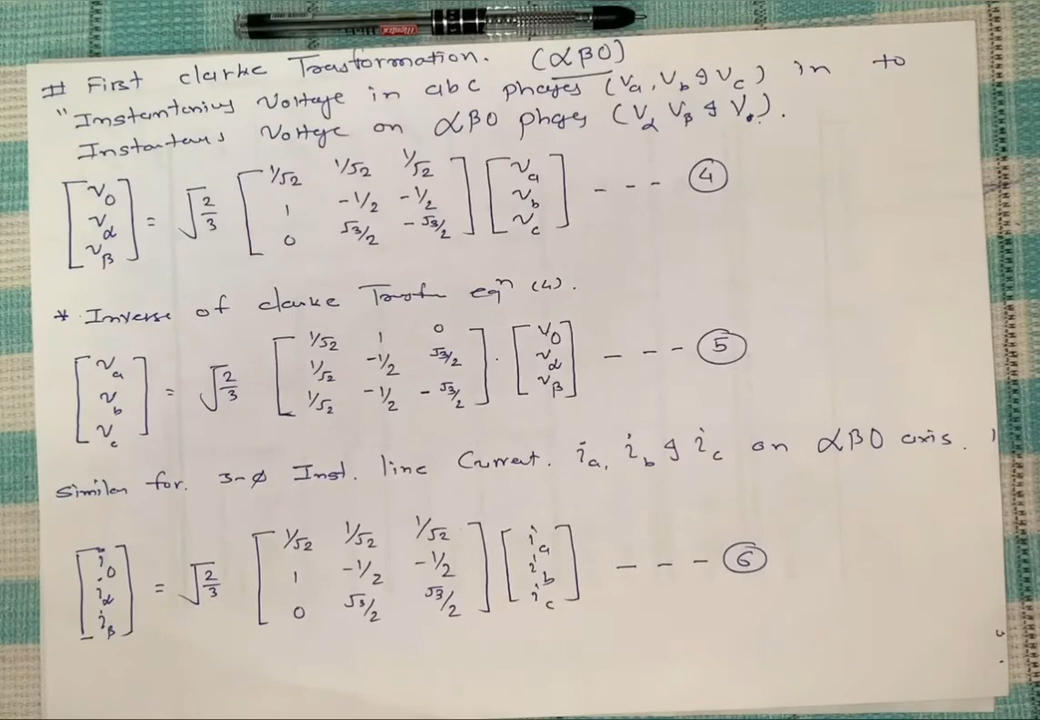 # First clarke Trasformation. (αβ0)
"Instantenius Voltage in abc phases (Va, Vb & Vc) in to
Instantaus Voltge on αβ0 phases (Vα Vβ & V0).
[v0 vα vβ] = √2/3 [1/√2 1/√2 1/√2; 1 -1/2 -1/2; 0 √3/2 -√3/2] [va vb vc] --- (4)
* Inverse of clarke Transfn eqn (4).
[va vb vc] = √2/3 [1/√2 1 0; 1/√2 -1/2 √3/2; 1/√2 -1/2 -√3/2] . [v0 vα vβ] --- (5)
Similar for. 3-φ Inst. line Current. ia, ib & ic on αβ0 axis.
[i0 iα iβ] = √2/3 [1/√2 1/√2 1/√2; 1 -1/2 -1/2; 0 √3/2 √3/2] [ia ib ic] --- (6)